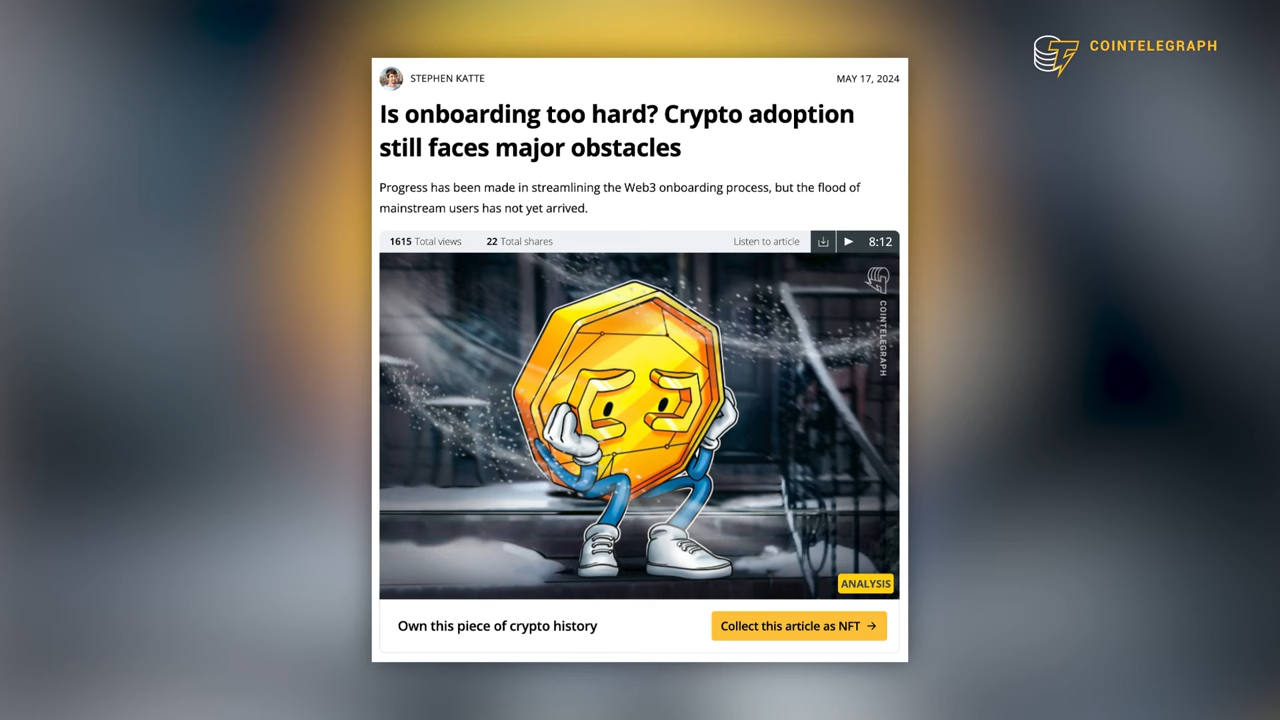 COINTELEGRAPH
STEPHEN KATTE
MAY 17, 2024
Is onboarding too hard? Crypto adoption
still faces major obstacles
Progress has been made in streamlining the Web3 onboarding process, but the flood of
mainstream users has not yet arrived.
1615 Total views 22 Total shares Listen to article 8:12
COINTELEGRAPH
ANALYSIS
Own this piece of crypto history
Collect this article as NFT →